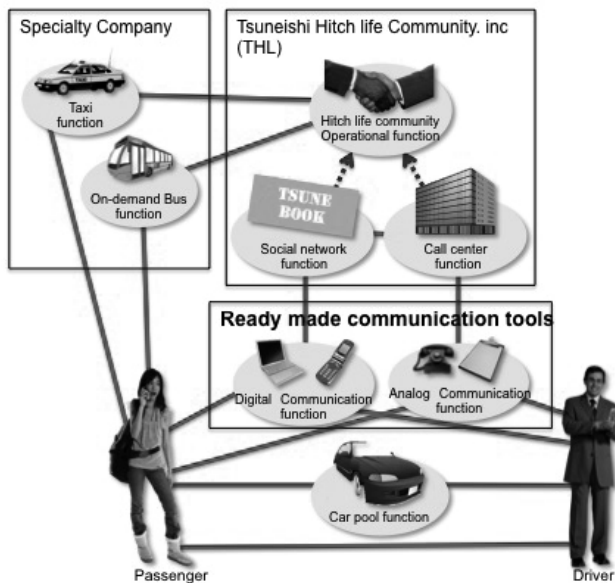 Specialty Company
Tsuneishi Hitch life Community. inc
(THL)
TAXI
Taxi
function
Hitch life community
Operational function
On-demand Bus
function
TSUNE
BOOK
Social network
function
Call center
function
Ready made communication tools
Digital Communication
function
Analog Communication
function
Car pool function
Passenger
Driver